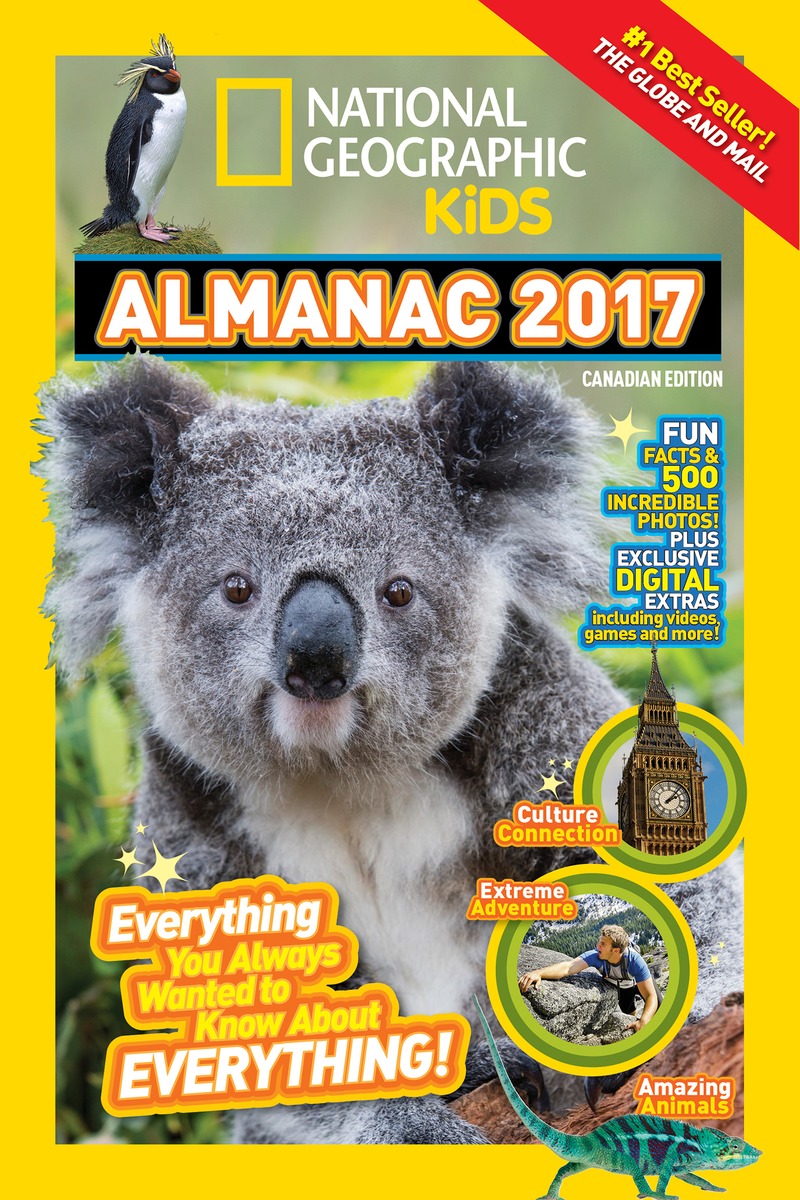 #1 Best Seller!
THE GLOBE AND MAIL
NATIONAL
GEOGRAPHIC
KiDS
ALMANAC 2017
CANADIAN EDITION
FUN
FACTS &
500
INCREDIBLE
PHOTOS!
PLUS
EXCLUSIVE
DIGITAL
EXTRAS
including videos,
games and more!
Culture
Connection
Extreme
Adventure
Everything
You Always
Wanted to
Know About
EVERYTHING!
Amazing
Animals